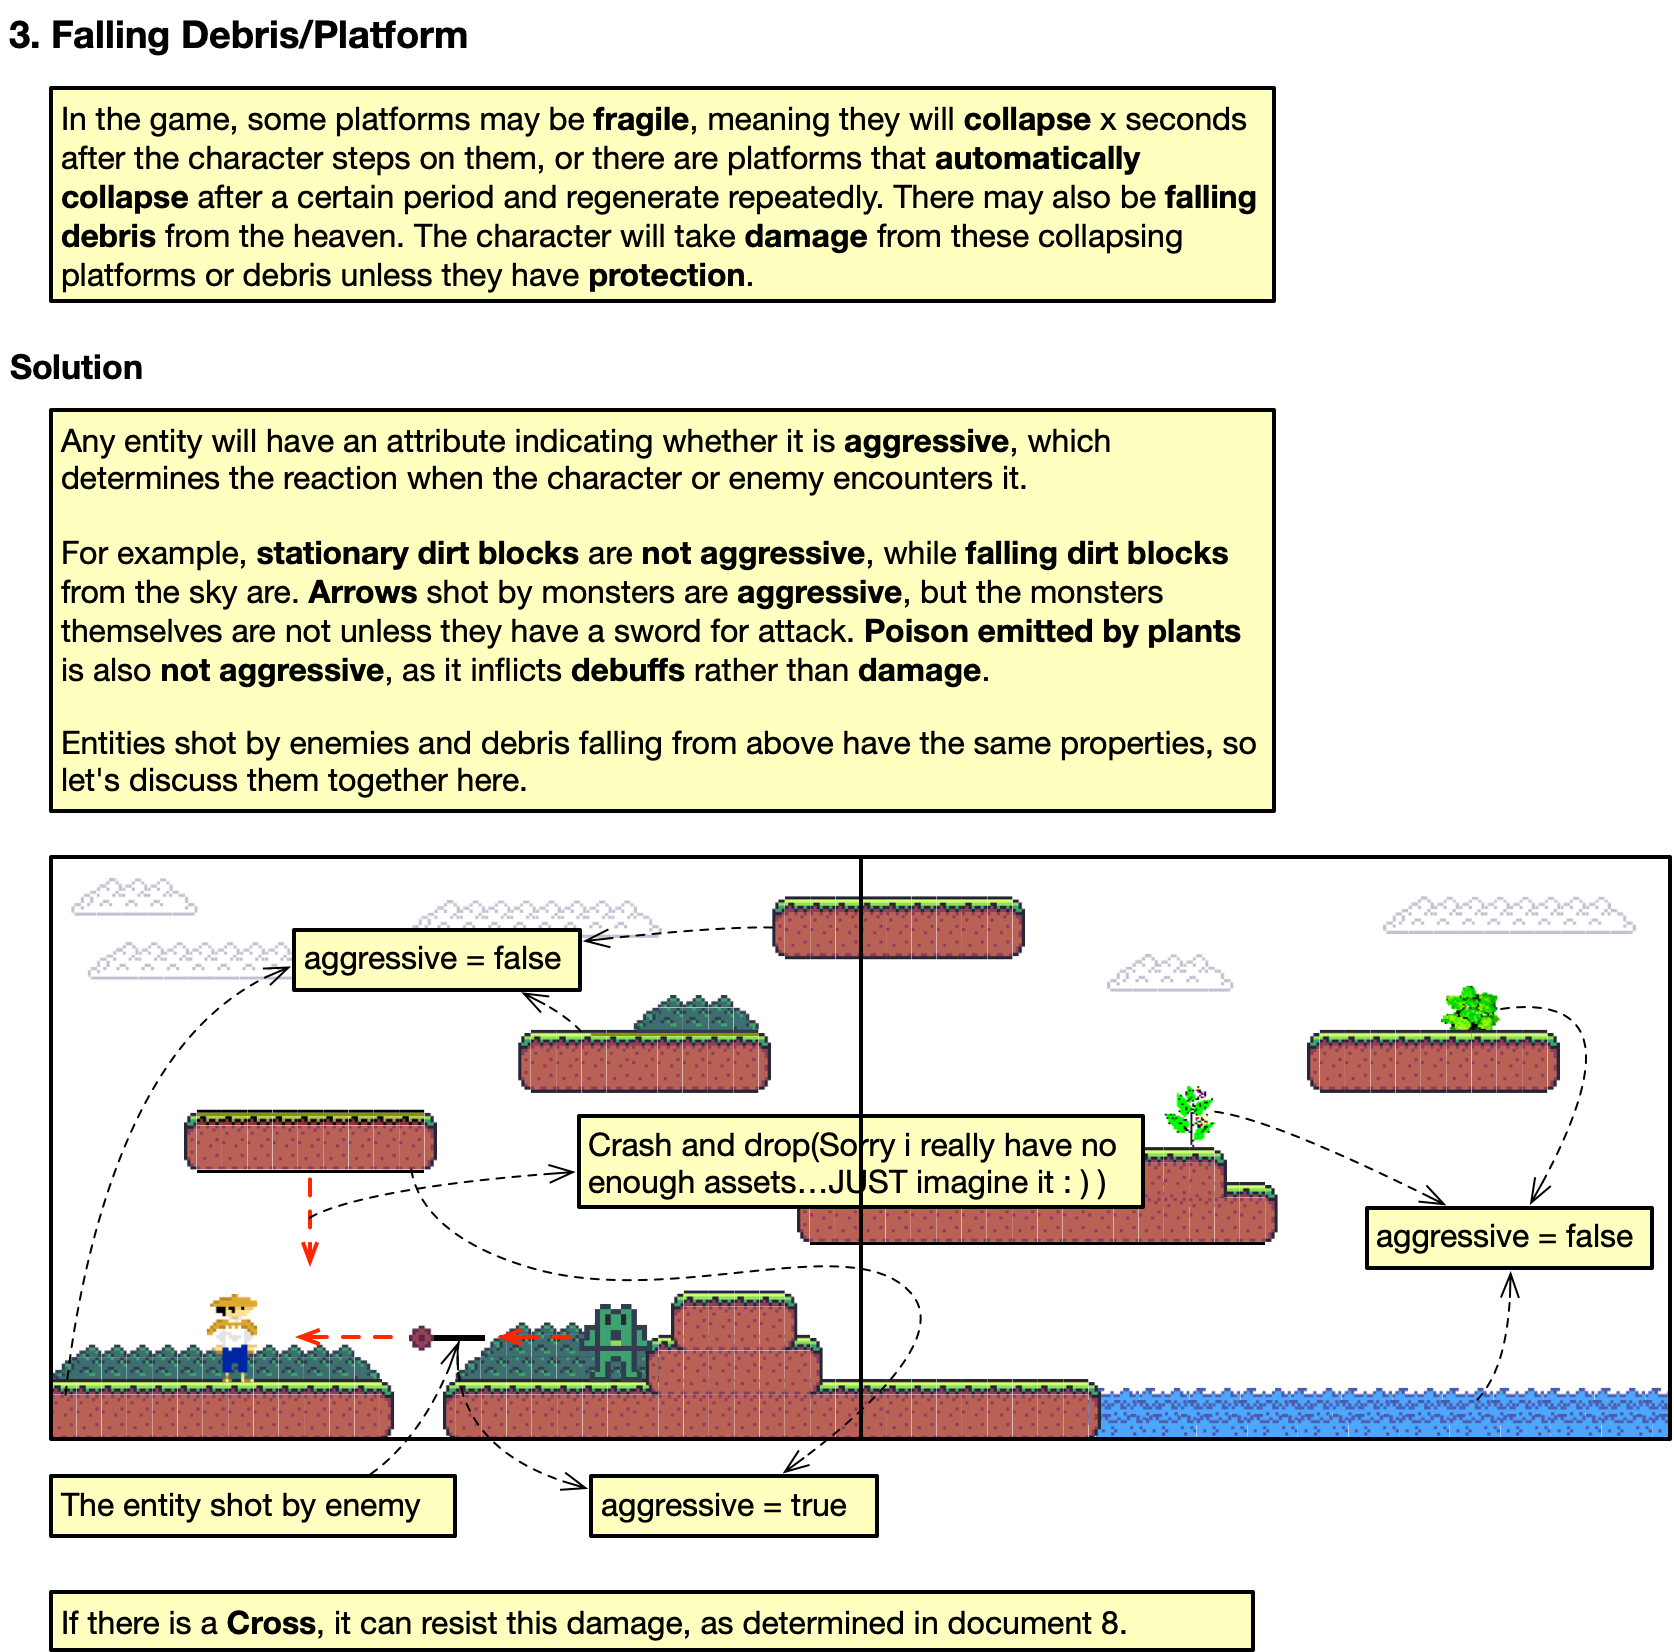 3. Falling Debris/Platform
In the game, some platforms may be fragile, meaning they will collapse x seconds
after the character steps on them, or there are platforms that automatically
collapse after a certain period and regenerate repeatedly. There may also be falling
debris from the heaven. The character will take damage from these collapsing
platforms or debris unless they have protection.
Solution
Any entity will have an attribute indicating whether it is aggressive, which
determines the reaction when the character or enemy encounters it.
For example, stationary dirt blocks are not aggressive, while falling dirt blocks
from the sky are. Arrows shot by monsters are aggressive, but the monsters
themselves are not unless they have a sword for attack. Poison emitted by plants
is also not aggressive, as it inflicts debuffs rather than damage.
Entities shot by enemies and debris falling from above have the same properties, so
let's discuss them together here.
aggressive = false
Crash and drop(Sorry i really have no
enough assets...JUST imagine it : ) )
aggressive = false
The entity shot by enemy
aggressive = true
If there is a Cross, it can resist this damage, as determined in document 8.